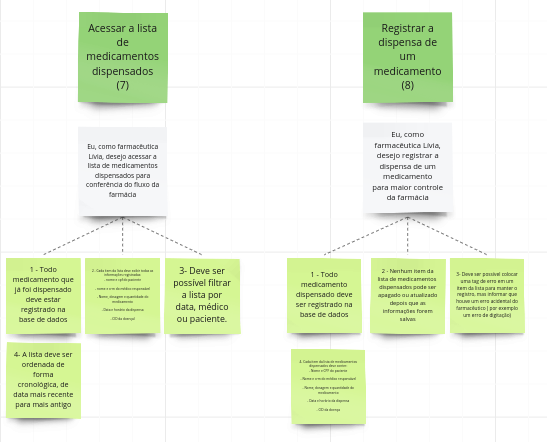 Acessar a lista
de
medicamentos
dispensados
(7)
Registrar a
dispensa de
um
medicamento
(8)
Eu, como farmacêutica
Lívia, desejo acessar a
lista de medicamentos
dispensados para
conferência do fluxo da
farmácia
Eu, como
farmacêutica Lívia,
desejo registrar a
dispensa de um
medicamento
para maior controle
da farmácia
1 - Todo
medicamento que
já foi dispensado
deve estar
registrado na
base de dados
2 - Cada item da lista deve exibir todas as
informações registradas:
- nome e cpf do paciente
- nome e crm do médico responsável
- Nome, dosagem e quantidade do
medicamento
- Data e horário da dispensa
- CID da doença
3- Deve ser
possível filtrar
a lista por
data, médico
ou paciente.
4- A lista deve ser
ordenada de
forma
cronológica, de
data mais recente
para mais antigo
1 - Todo
medicamento
dispensado deve
ser registrado na
base de dados
2 - Nenhum item da
lista de medicamentos
dispensados pode ser
apagado ou atualizado
depois que as
informações forem
salvas
3- Deve ser possível colocar
uma tag de erro em um
item da lista para manter o
registro, mas informar que
houve um erro acidental do
farmacêutico ( por exemplo
um erro de digitação)
4- Cada item da lista de medicamentos
dispensados deve conter:
- Nome e CPF do paciente
- Nome e crm do médico responsável
- Nome, dosagem e quantidade do
medicamento
- Data e horário da dispensa
- CID da doença